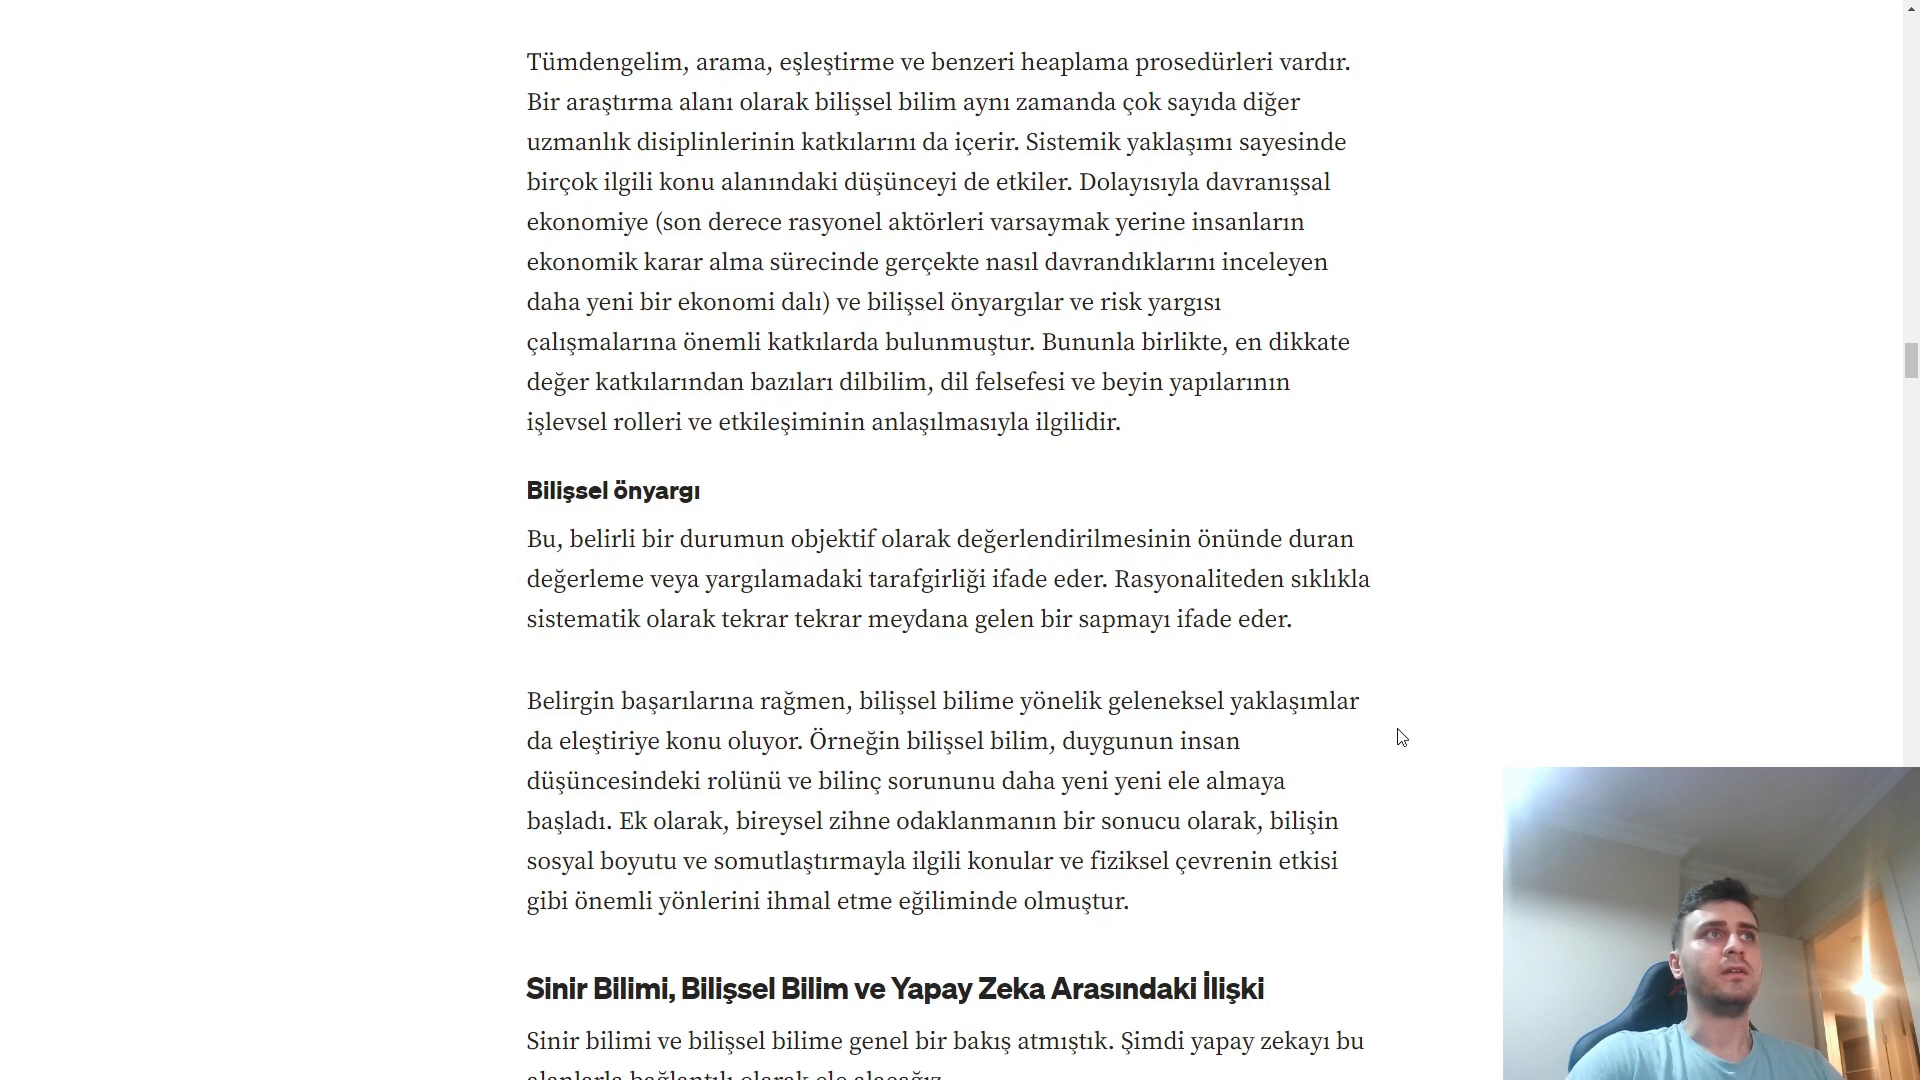 Tümdengelim, arama, eşleştirme ve benzeri heaplama prosedürleri vardır.
Bir araştırma alanı olarak bilişsel bilim aynı zamanda çok sayıda diğer
uzmanlık disiplinlerinin katkılarını da içerir. Sistemik yaklaşımı sayesinde
birçok ilgili konu alanındaki düşünceyi de etkiler. Dolayısıyla davranışsal
ekonomiye (son derece rasyonel aktörleri varsaymak yerine insanların
ekonomik karar alma sürecinde gerçekte nasıl davrandıklarını inceleyen
daha yeni bir ekonomi dalı) ve bilişsel önyargılar ve risk yargısı
çalışmalarına önemli katkılarda bulunmuştur. Bununla birlikte, en dikkate
değer katkılarından bazıları dilbilim, dil felsefesi ve beyin yapılarının
işlevsel rolleri ve etkileşiminin anlaşılmasıyla ilgilidir.
Bilişsel önyargı
Bu, belirli bir durumun objektif olarak değerlendirilmesinin önünde duran
değerleme veya yargılamadaki tarafgirliği ifade eder. Rasyonaliteden sıklıkla
sistematik olarak tekrar tekrar meydana gelen bir sapmayı ifade eder.
Belirgin başarılarına rağmen, bilişsel bilime yönelik geleneksel yaklaşımlar
da eleştiriye konu oluyor. Örneğin bilişsel bilim, duygunun insan
düşüncesindeki rolünü ve bilinç sorununu daha yeni yeni ele almaya
başladı. Ek olarak, bireysel zihne odaklanmanın bir sonucu olarak, bilişin
sosyal boyutu ve somutlaştırmayla ilgili konular ve fiziksel çevrenin etkisi
gibi önemli yönlerini ihmal etme eğiliminde olmuştur.
Sinir Bilimi, Bilişsel Bilim ve Yapay Zeka Arasındaki İlişki
Sinir bilimi ve bilişsel bilime genel bir bakış atmıştık. Şimdi yapay zekayı bu
alanlarla bağlantılı olarak ele alacağız.